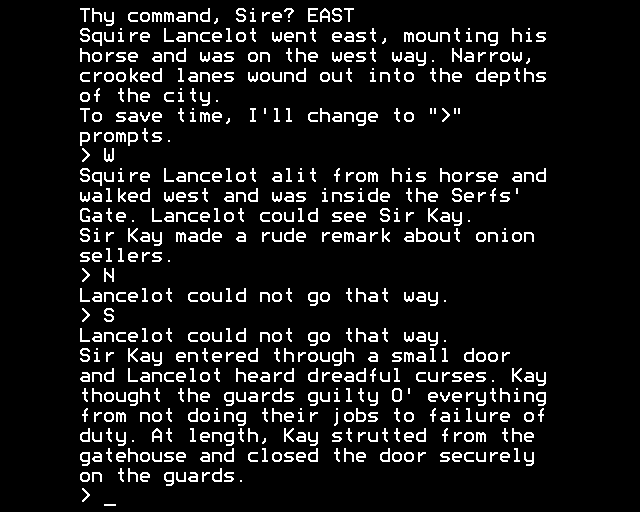 Thy command, Sire? EAST
Squire Lancelot went east, mounting his
horse and was on the west way. Narrow,
crooked lanes wound out into the depths
of the city.
To save time, I'll change to ">"
prompts.
> W
Squire Lancelot alit from his horse and
walked west and was inside the Serfs'
Gate. Lancelot could see Sir Kay.
Sir Kay made a rude remark about onion
sellers.
> N
Lancelot could not go that way.
> S
Lancelot could not go that way.
Sir Kay entered through a small door
and Lancelot heard dreadful curses. Kay
thought the guards guilty O' everything
from not doing their jobs to failure of
duty. At length, Kay strutted from the
gatehouse and closed the door securely
on the guards.
> _